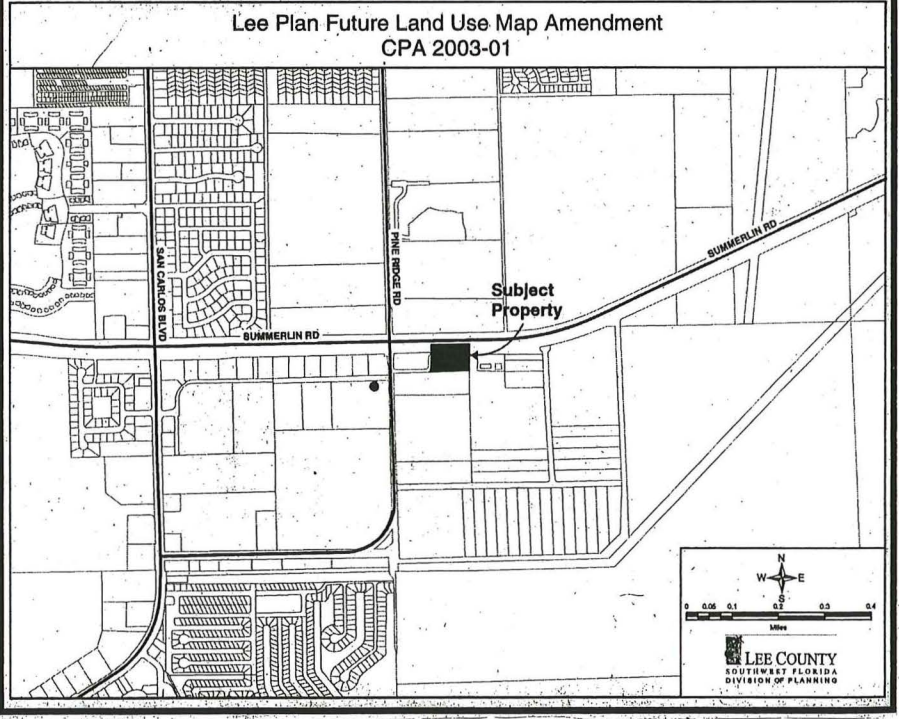 Lee Plan Future Land Use Map Amendment
CPA 2003-01
SUMMERLIN RD
SAN CARLOS BLVD
PINE RIDGE RD
Subject
Property
SUMMERLIN RD
N
W E
S
0 0.05 0.1 0.2 0.3 0.4
Miles
LEE COUNTY
SOUTHWEST FLORIDA
DIVISION OF PLANNING